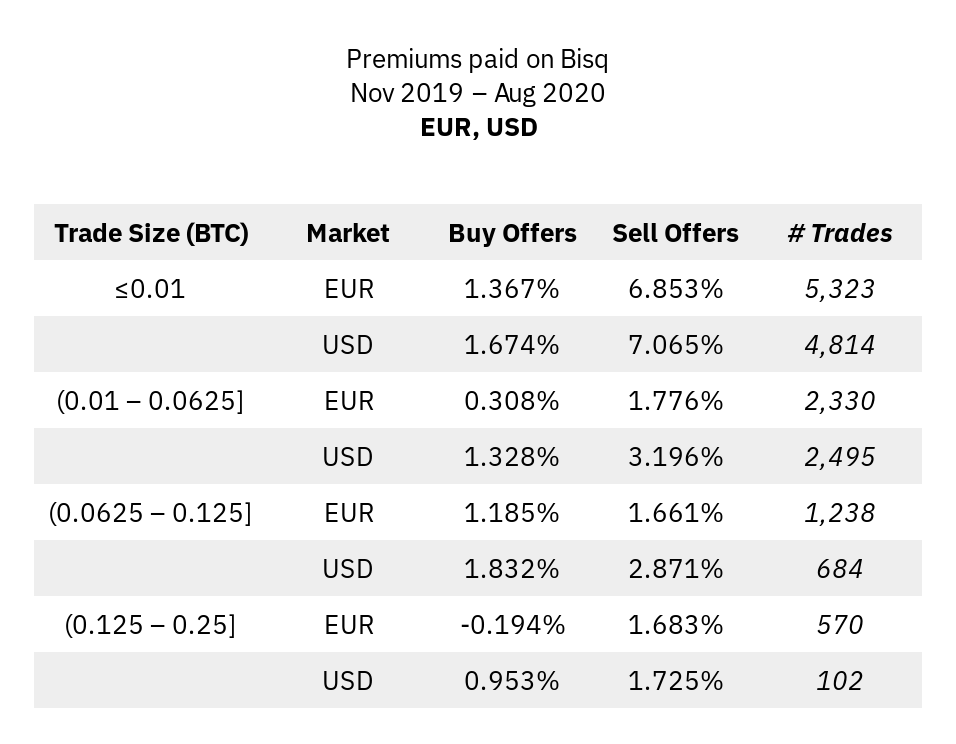 Premiums paid on Bisq
Nov 2019 – Aug 2020
EUR, USD
Trade Size (BTC) Market Buy Offers Sell Offers # Trades
≤0.01 EUR 1.367% 6.853% 5,323
USD 1.674% 7.065% 4,814
(0.01 – 0.0625] EUR 0.308% 1.776% 2,330
USD 1.328% 3.196% 2,495
(0.0625 – 0.125] EUR 1.185% 1.661% 1,238
USD 1.832% 2.871% 684
(0.125 – 0.25] EUR -0.194% 1.683% 570
USD 0.953% 1.725% 102